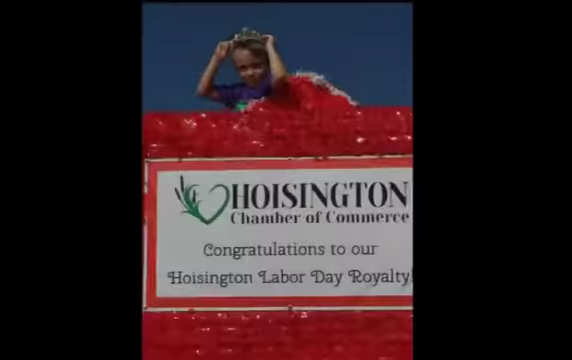 HOISINGTON
Chamber of Commerce
Congratulations to our
Hoisington Labor Day Royalty!